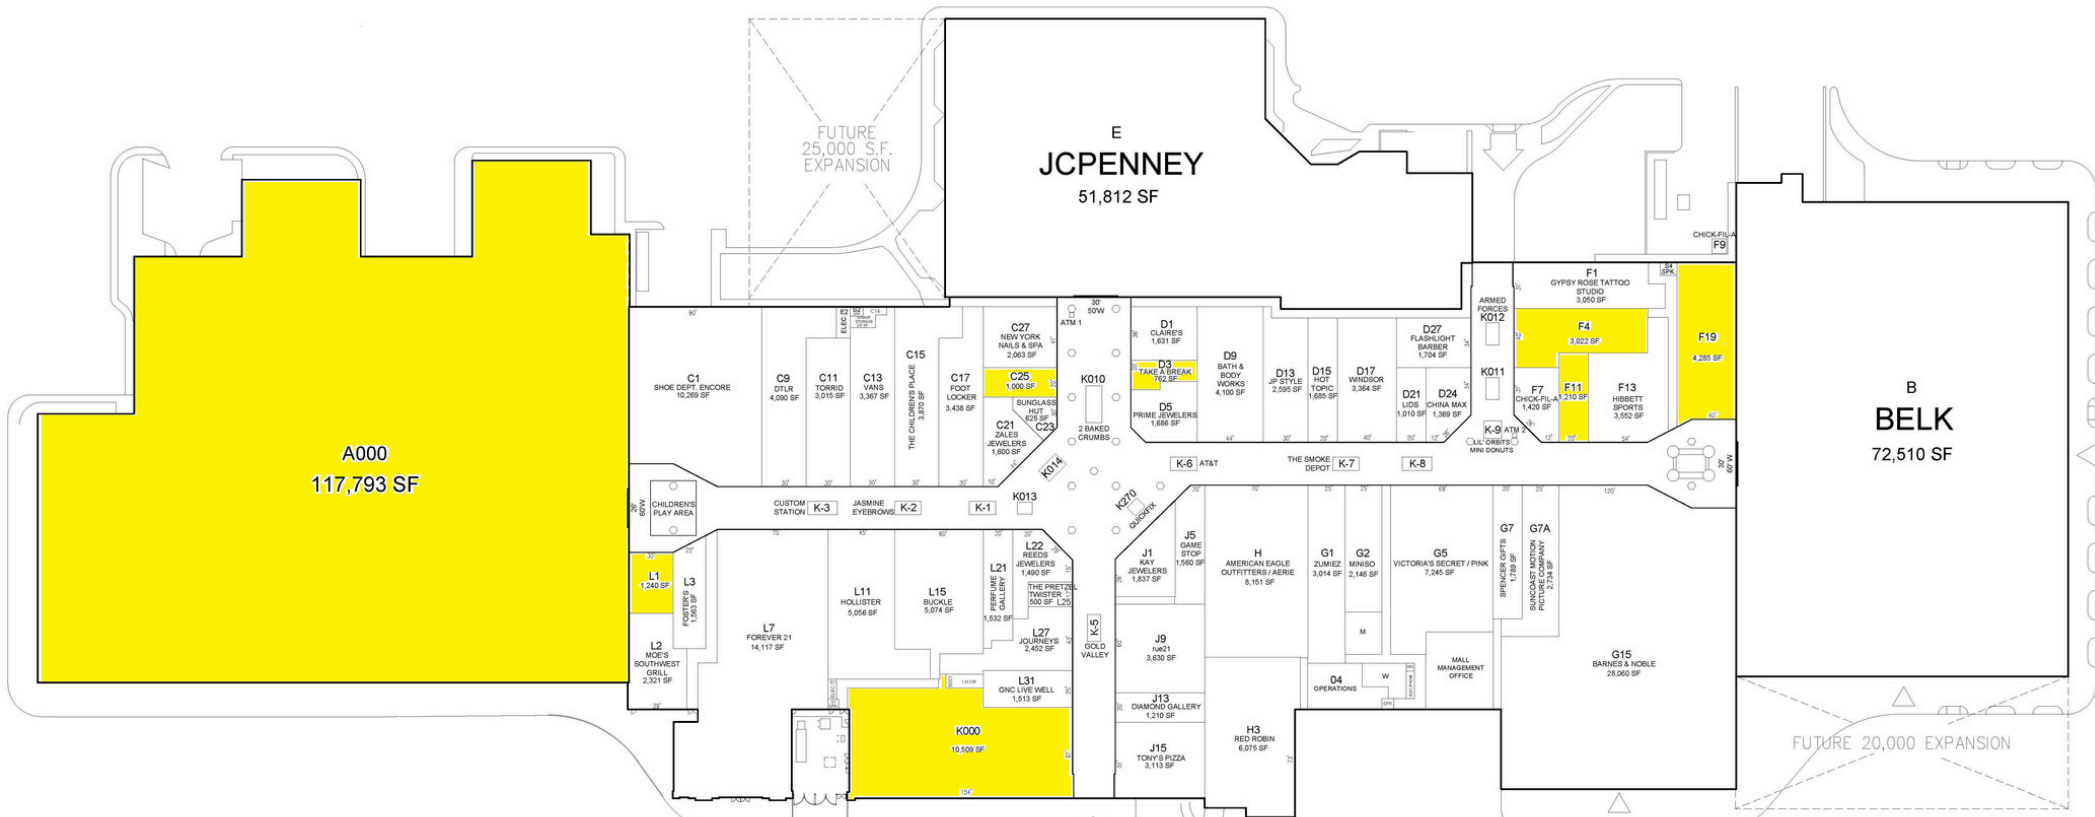 FUTURE
25,000 S.F.
EXPANSION
E
JCPENNEY
51,812 SF
A000
117,793 SF
B
BELK
72,510 SF
FUTURE 20,000 EXPANSION
CHICK-FIL-A
F9
C1
SHOE DEPT. ENCORE
10,269 SF
C9
DTLR
4,090 SF
E2
ELEC.
C11
TORRID
3,015 SF
C13
VANS
3,367 SF
C15
THE CHILDREN'S PLACE
3,870 SF
C17
FOOT
LOCKER
3,438 SF
C27
NEW YORK
NAILS & SPA
2,063 SF
C25
1,000 SF
SUNGLASS
HUT
625 SF
C23
C21
ZALES
JEWELERS
1,600 SF
30'
50'W
ATM 1
K010
2 BAKED
CRUMBS
K014
K013
K270
QUICKFIX
D1
CLAIRE'S
1,631 SF
D3
TAKE A BREAK
762 SF
D5
PRIME JEWELERS
1,686 SF
D9
BATH &
BODY
WORKS
4,100 SF
D13
JP STYLE
2,595 SF
D15
HOT
TOPIC
1,685 SF
D17
WINDSOR
3,364 SF
D27
FLASHLIGHT
BARBER
1,704 SF
D21
LIDS
1,010 SF
D24
CHINA MAX
1,369 SF
ARMED
FORCES
K012
K011
K-9
ATM 2
LIL' ORBITS
MINI DONUTS
F1
GYPSY ROSE TATTOO
STUDIO
3,050 SF
S4
SPK
F4
3,022 SF
F19
4,285 SF
F7
CHICK-FIL-A
1,420 SF
F11
1,210 SF
F13
HIBBETT
SPORTS
3,552 SF
K-6
AT&T
THE SMOKE
DEPOT
K-7
K-8
30'
60'W
CHILDREN'S
PLAY AREA
60'W
CUSTOM
STATION
K-3
JASMINE
EYEBROWS
K-2
K-1
L1
1,240 SF
L3
FOSTER'S
1,563 SF
L2
MOE'S
SOUTHWEST
GRILL
2,321 SF
L7
FOREVER 21
14,117 SF
L11
HOLLISTER
5,056 SF
L15
BUCKLE
5,074 SF
L21
PERFUME
GALLERY
1,532 SF
L22
REEDS
JEWELERS
1,490 SF
THE PRETZEL
TWISTER
500 SF
L25
L27
JOURNEYS
2,452 SF
L31
GNC LIVE WELL
1,513 SF
K000
10,509 SF
154'
K-5
GOLD
VALLEY
J1
KAY
JEWELERS
1,837 SF
J5
GAME
STOP
1,560 SF
J9
rue21
3,630 SF
J13
DIAMOND GALLERY
1,210 SF
J15
TONY'S PIZZA
3,113 SF
H
AMERICAN EAGLE
OUTFITTERS / AERIE
8,151 SF
H3
RED ROBIN
6,075 SF
G1
ZUMIEZ
3,014 SF
G2
MINISO
2,146 SF
M
G5
VICTORIA'S SECRET / PINK
7,245 SF
04
OPERATIONS
W
MALL
MANAGEMENT
OFFICE
G7
SPENCER GIFTS
1,789 SF
G7A
SUNCOAST MOTION
PICTURE COMPANY
2,734 SF
G15
BARNES & NOBLE
28,060 SF